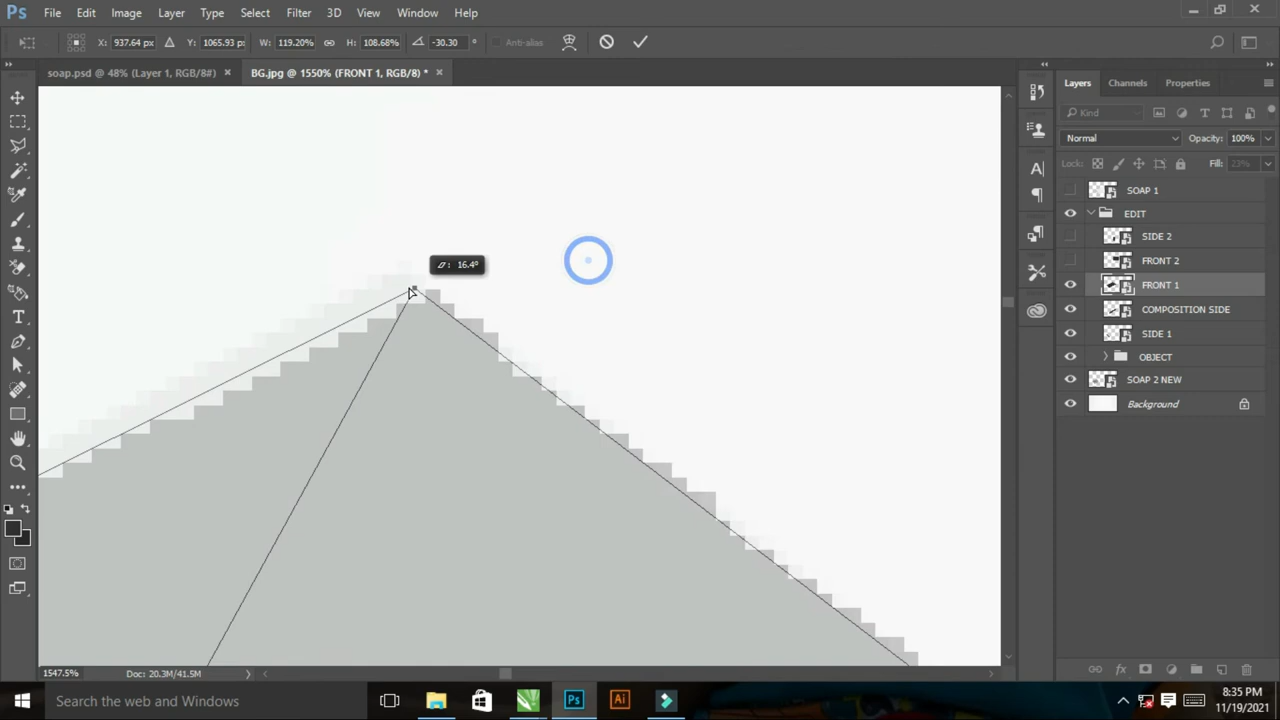 Ps File Edit Image Layer Type Select Filter 3D View Window Help
X: 937.64 px Y: 1065.93 px W: 119.20% H: 108.68% -30.30 ° Anti-alias
soap.psd @ 48% (Layer 1, RGB/8#) × BG.jpg @ 1550% (FRONT 1, RGB/8) * ×
Layers Channels Properties
Kind
Normal Opacity: 100%
Lock: Fill: 23%
SOAP 1
EDIT
SIDE 2
FRONT 2
FRONT 1
COMPOSITION SIDE
SIDE 1
OBJECT
SOAP 2 NEW
Background
16.4°
1547.5% Doc: 20.3M/41.5M
Search the web and Windows
Ps Ai
8:35 PM
11/19/2021